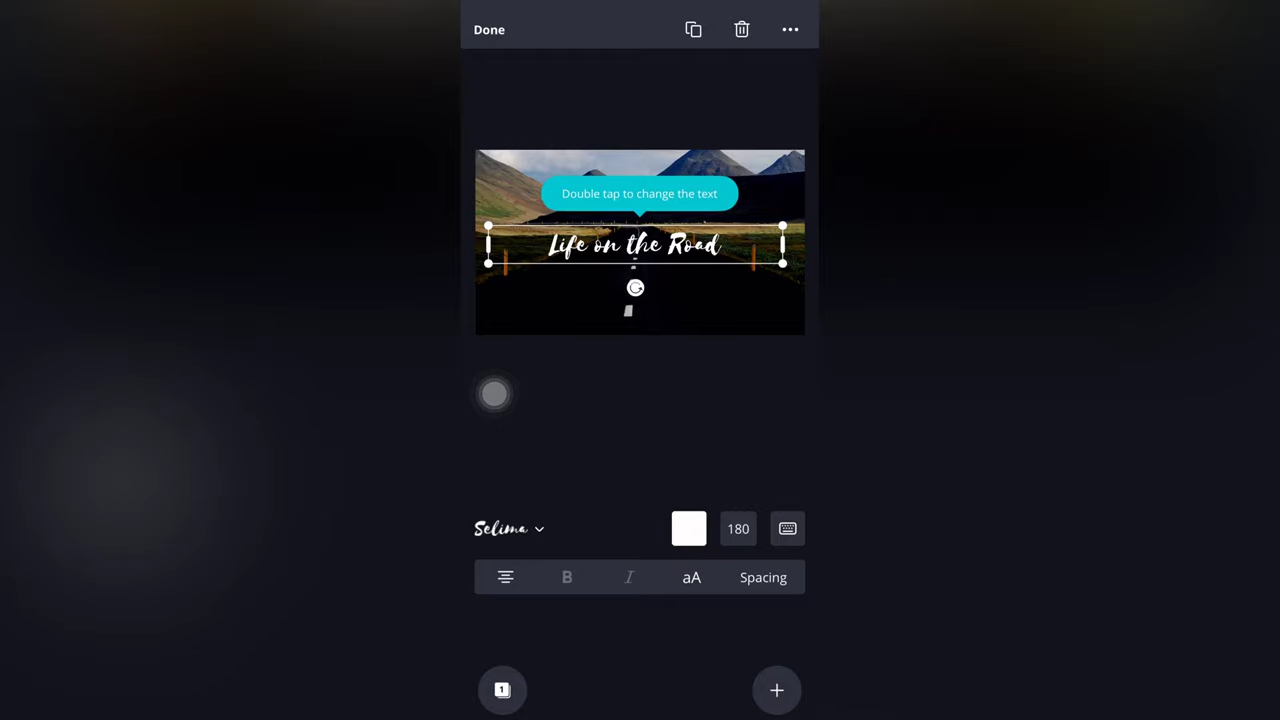 Done
Double tap to change the text
Life on the Road
Selima
180
B I aA Spacing
1